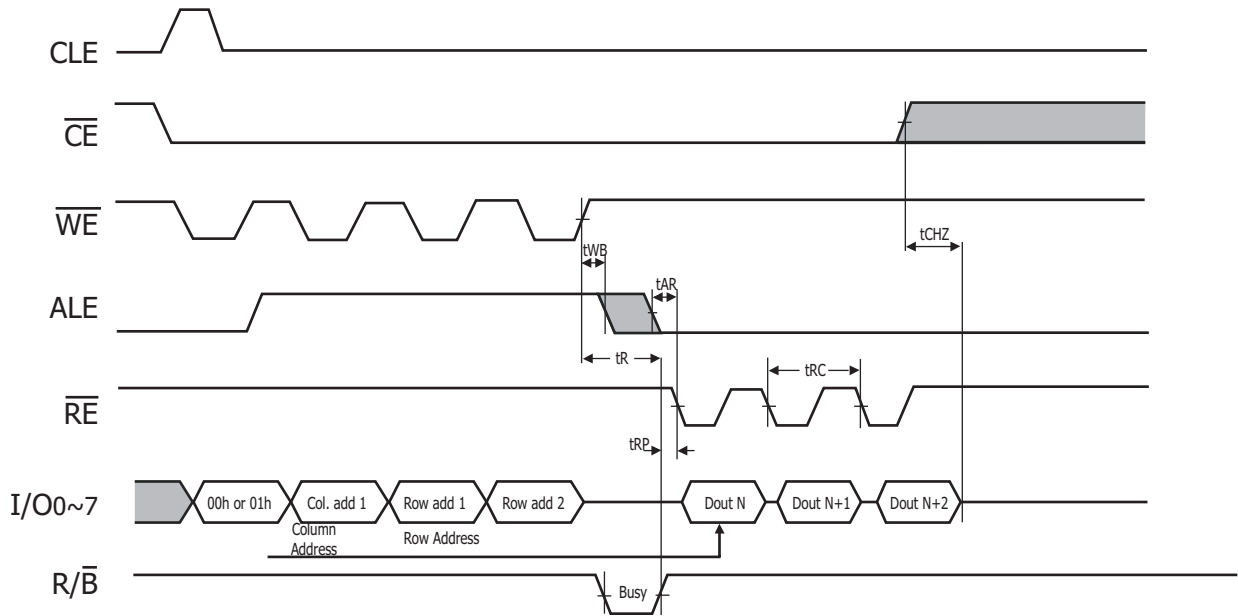 CLE
CE
WE
tCHZ
tWB
tAR
ALE
tR
tRC
RE
tRP
I/O0~7
00h or 01h
Col. add 1
Row add 1
Row add 2
Dout N
Dout N+1
Dout N+2
Column
Address
Row Address
R/B
Busy